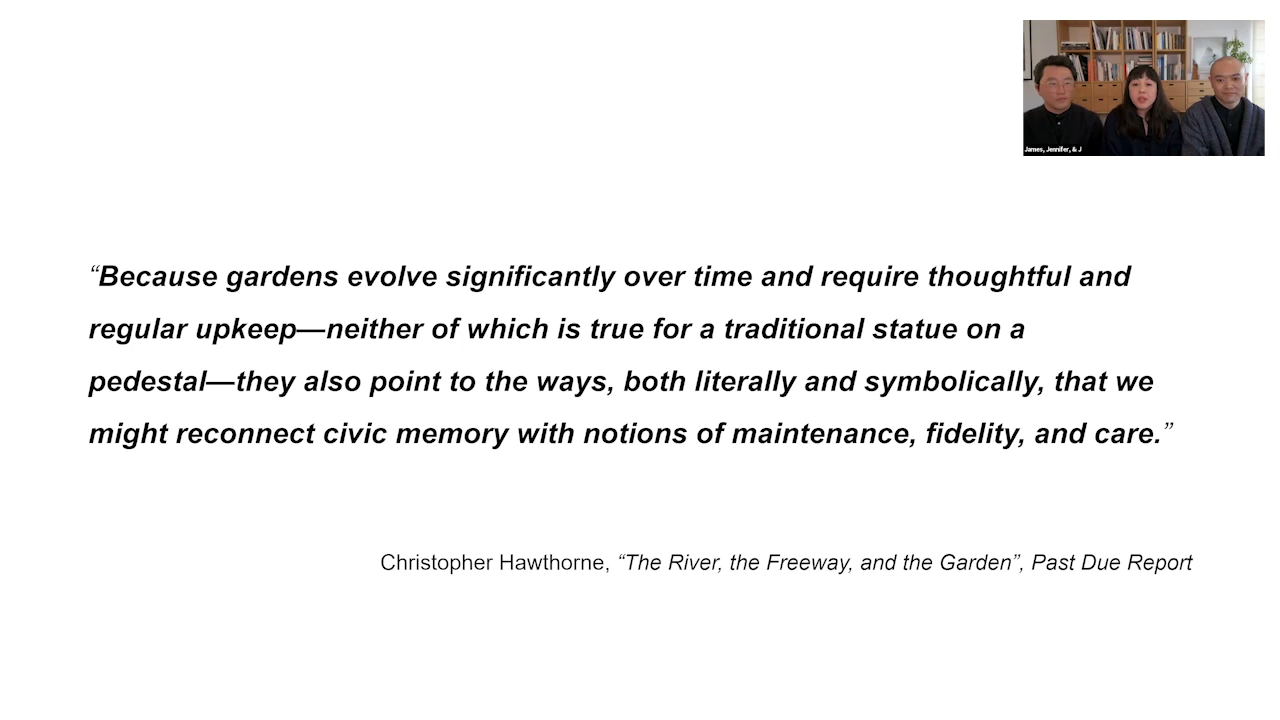 James, Jennifer, & J
“Because gardens evolve significantly over time and require thoughtful and
regular upkeep—neither of which is true for a traditional statue on a
pedestal—they also point to the ways, both literally and symbolically, that we
might reconnect civic memory with notions of maintenance, fidelity, and care.”
Christopher Hawthorne, “The River, the Freeway, and the Garden”, Past Due Report